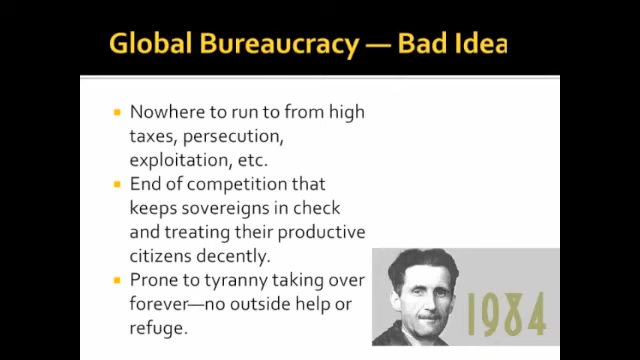 Global Bureaucracy — Bad Idea
Nowhere to run to from high
taxes, persecution,
exploitation, etc.
End of competition that
keeps sovereigns in check
and treating their productive
citizens decently.
Prone to tyranny taking over
forever—no outside help or
refuge.
1984